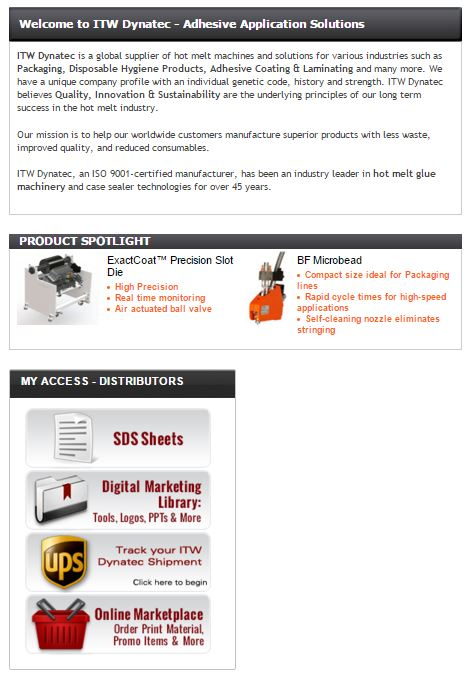 Welcome to ITW Dynatec - Adhesive Application Solutions
ITW Dynatec is a global supplier of hot melt machines and solutions for various industries such as
Packaging, Disposable Hygiene Products, Adhesive Coating & Laminating and many more. We
have a unique company profile with an individual genetic code, history and strength. ITW Dynatec
believes Quality, Innovation & Sustainability are the underlying principles of our long term
success in the hot melt industry.
Our mission is to help our worldwide customers manufacture superior products with less waste,
improved quality, and reduced consumables.
ITW Dynatec, an ISO 9001-certified manufacturer, has been an industry leader in hot melt glue
machinery and case sealer technologies for over 45 years.
PRODUCT SPOTLIGHT
ExactCoat™ Precision Slot
Die
High Precision
Real time monitoring
Air actuated ball valve
BF Microbead
Compact size ideal for Packaging
lines
Rapid cycle times for high-speed
applications
Self-cleaning nozzle eliminates
stringing
MY ACCESS - DISTRIBUTORS
SDS Sheets
Digital Marketing
Library:
Tools, Logos, PPTs & More
ups
Track your ITW
Dynatec Shipment
Click here to begin
Online Marketplace
Order Print Material,
Promo Items & More